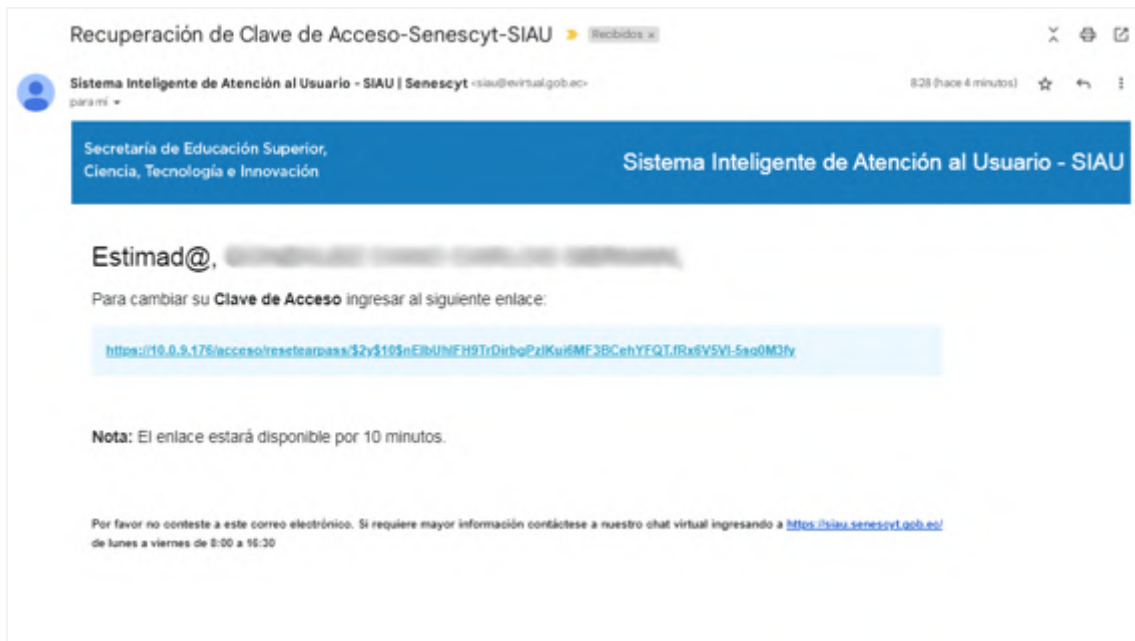 Recuperación de Clave de Acceso-Senescyt-SIAU Recibidos x
Sistema Inteligente de Atención al Usuario - SIAU | Senescyt <siau@evirtual.gob.ec> 8:28 (hace 4 minutos)
para mí
Secretaría de Educación Superior,
Ciencia, Tecnología e Innovación
Sistema Inteligente de Atención al Usuario - SIAU
Estimad@,
Para cambiar su Clave de Acceso ingresar al siguiente enlace:
Nota: El enlace estará disponible por 10 minutos.
Por favor no conteste a este correo electrónico. Si requiere mayor información contáctese a nuestro chat virtual ingresando a https://siau.senescyt.gob.ec/
de lunes a viernes de 8:00 a 16:30